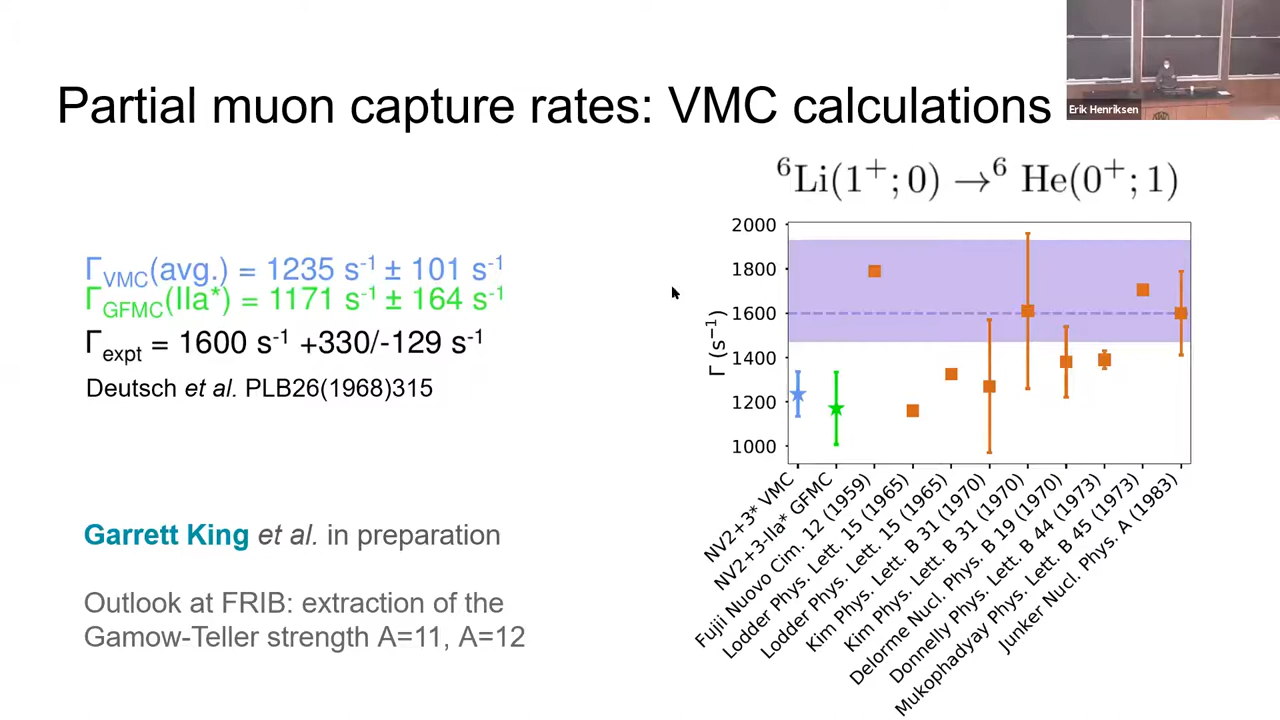 Partial muon capture rates: VMC calculations
Erik Henriksen
⁶Li(1⁺; 0) →⁶ He(0⁺; 1)
Γ_VMC(avg.) = 1235 s⁻¹ ± 101 s⁻¹
Γ_GFMC(IIa*) = 1171 s⁻¹ ± 164 s⁻¹
Γ_expt = 1600 s⁻¹ +330/-129 s⁻¹
Deutsch et al. PLB26(1968)315
Garrett King et al. in preparation
Outlook at FRIB: extraction of the
Gamow-Teller strength A=11, A=12
Γ (s⁻¹)
2000
1800
1600
1400
1200
1000
NV2+3* VMC
NV2+3-IIa* GFMC
Fujii Nuovo Cim. 12 (1959)
Lodder Phys. Lett. 15 (1965)
Lodder Phys. Lett. 15 (1965)
Kim Phys. Lett. B 31 (1970)
Kim Phys. Lett. B 31 (1970)
Delorme Nucl. Phys. B 19 (1970)
Donnelly Phys. Lett. B 44 (1973)
Mukophadyay Phys. Lett. B 45 (1973)
Junker Nucl. Phys. A (1983)